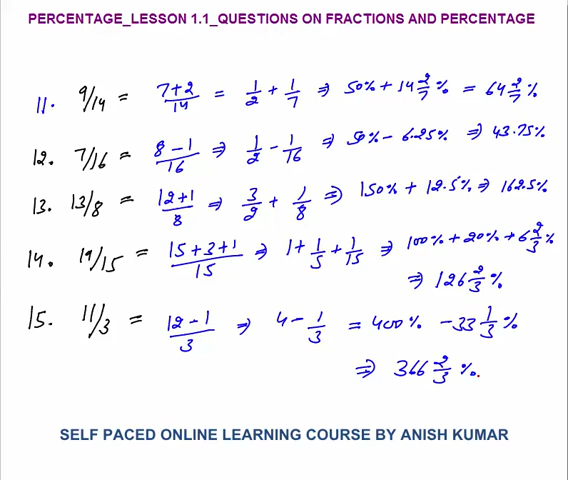 PERCENTAGE_LESSON 1.1_QUESTIONS ON FRACTIONS AND PERCENTAGE
11. 9/14 = (7+2)/14 = 1/2 + 1/7 ⇒ 50% + 14 2/7 % = 64 2/7 %
12. 7/16 = (8-1)/16 ⇒ 1/2 - 1/16 ⇒ 50% - 6.25% ⇒ 43.75%
13. 13/8 = (12+1)/8 ⇒ 3/2 + 1/8 ⇒ 150% + 12.5% ⇒ 162.5%
14. 19/15 = (15+3+1)/15 ⇒ 1 + 1/5 + 1/15 ⇒ 100% + 20% + 6 2/3 %
⇒ 126 2/3 %
15. 11/3 = (12-1)/3 ⇒ 4 - 1/3 = 400% - 33 1/3 %
⇒ 366 2/3 %.
SELF PACED ONLINE LEARNING COURSE BY ANISH KUMAR